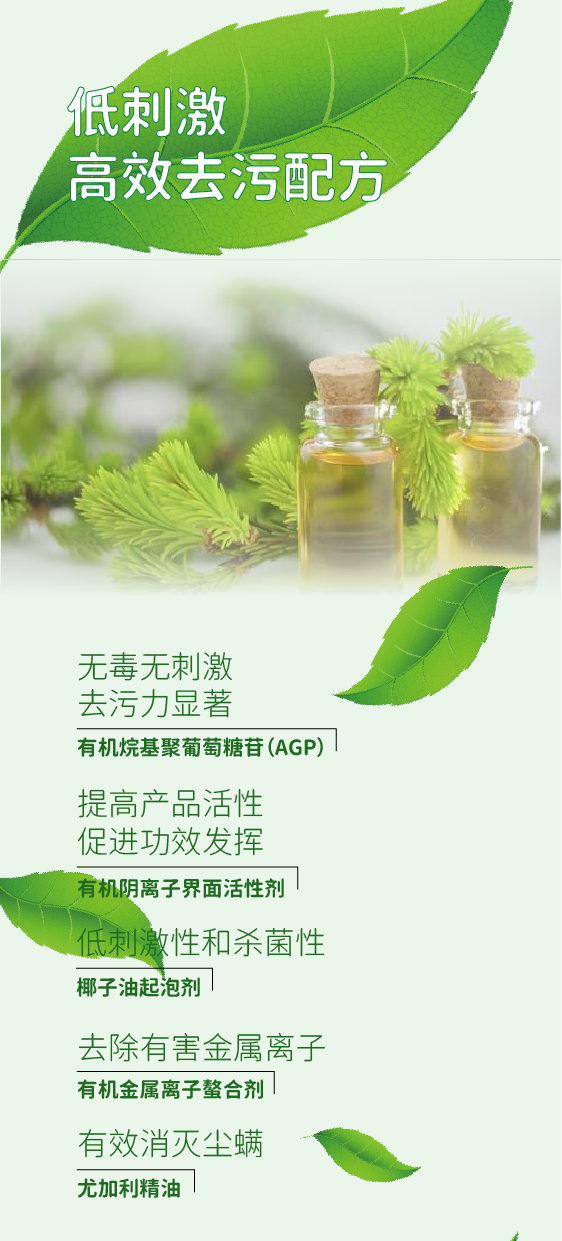 低刺激
高效去污配方
无毒无刺激
去污力显著
有机烷基聚葡萄糖苷(AGP)
提高产品活性
促进功效发挥
有机阴离子界面活性剂
低刺激性和杀菌性
椰子油起泡剂
去除有害金属离子
有机金属离子螯合剂
有效消灭尘螨
尤加利精油